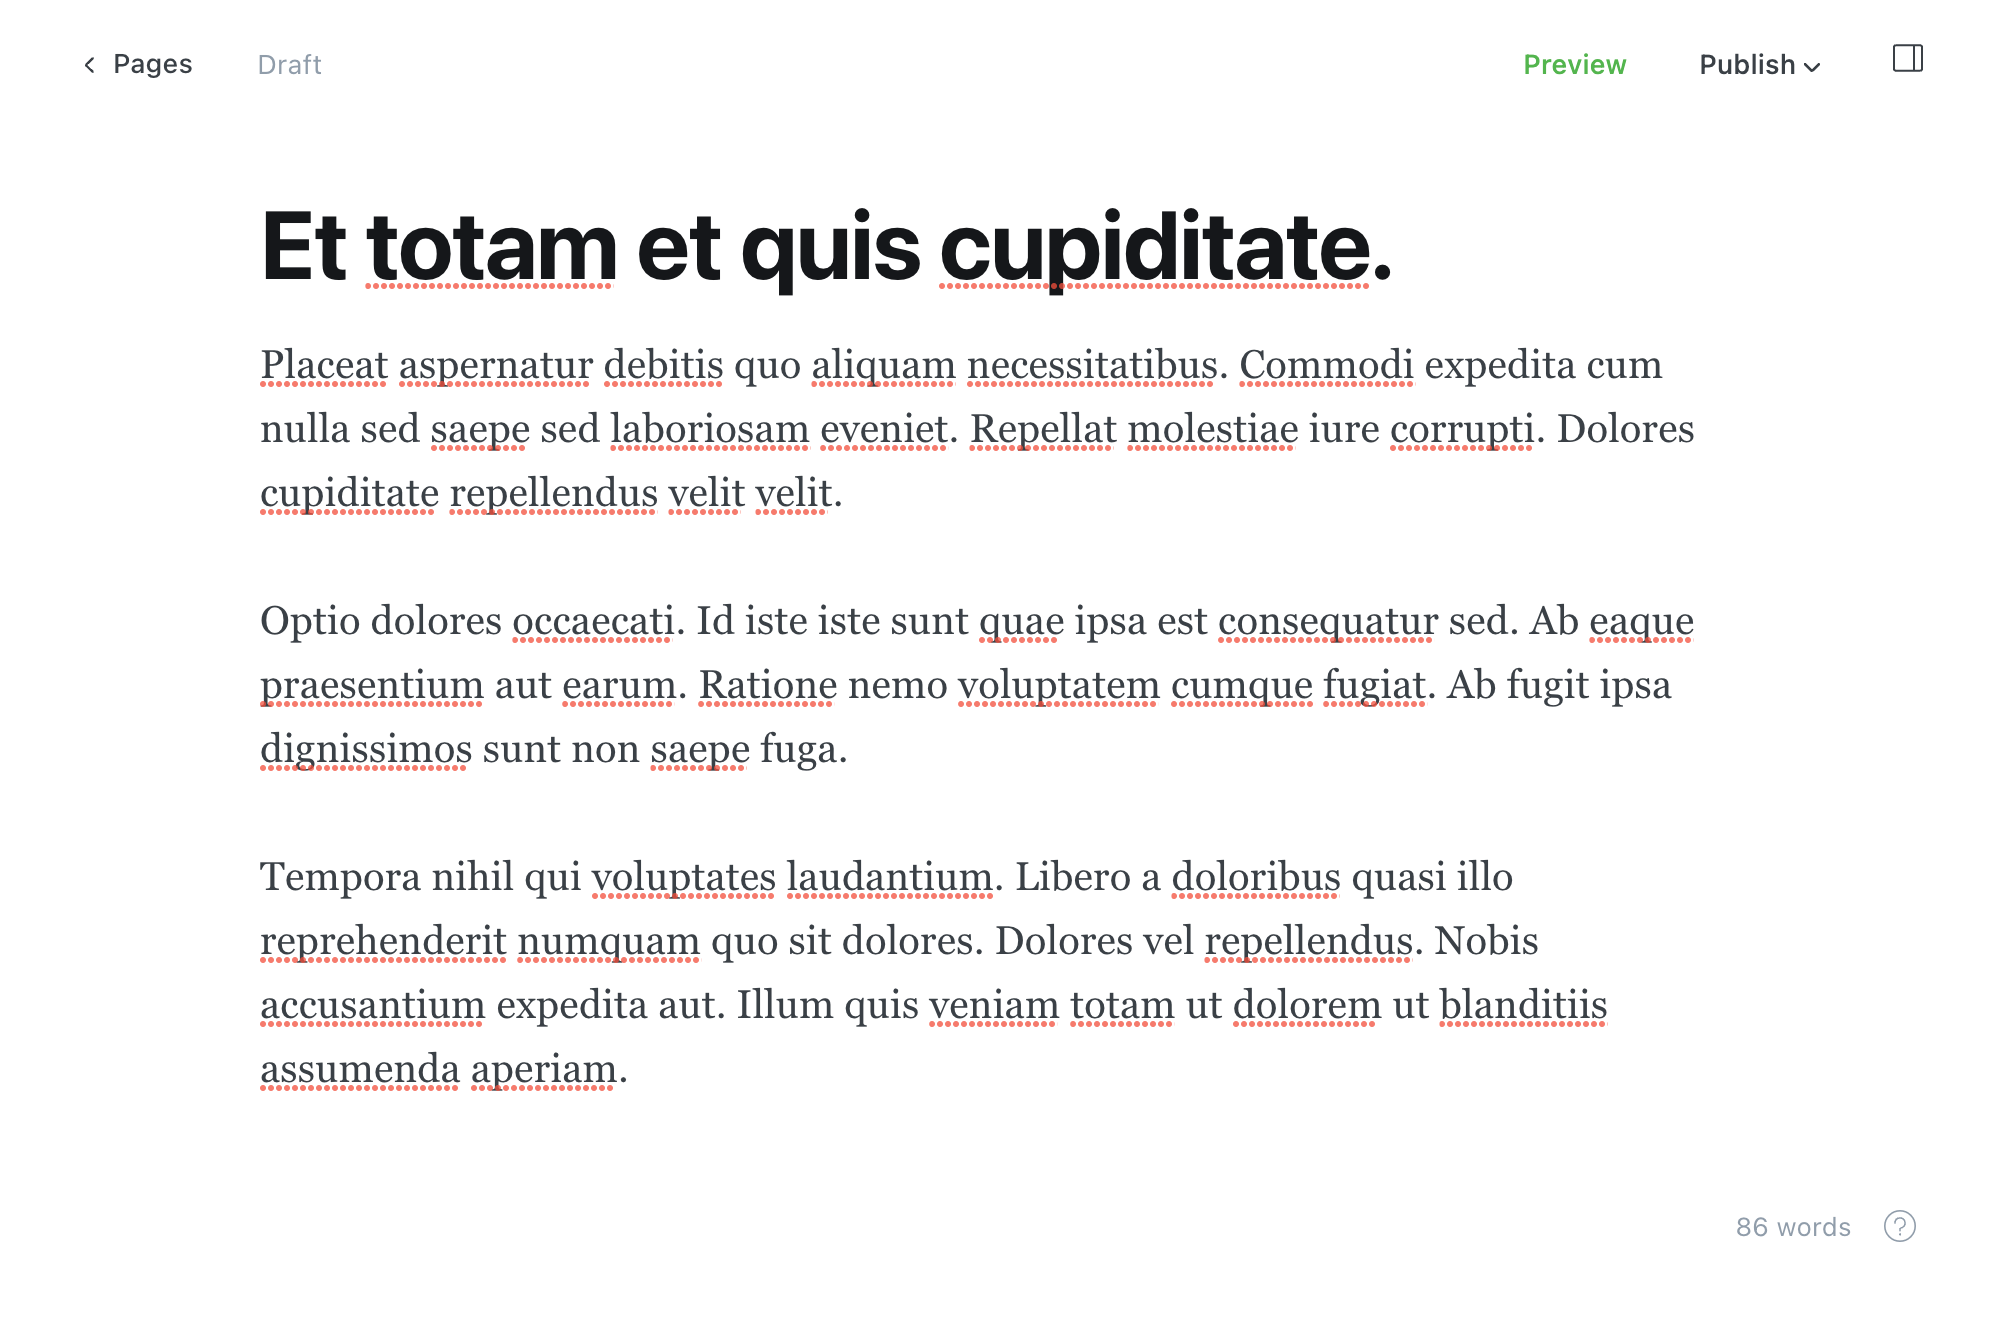 Pages Draft Preview Publish
Et totam et quis cupiditate.
Placeat aspernatur debitis quo aliquam necessitatibus. Commodi expedita cum
nulla sed saepe sed laboriosam eveniet. Repellat molestiae iure corrupti. Dolores
cupiditate repellendus velit velit.
Optio dolores occaecati. Id iste iste sunt quae ipsa est consequatur sed. Ab eaque
praesentium aut earum. Ratione nemo voluptatem cumque fugiat. Ab fugit ipsa
dignissimos sunt non saepe fuga.
Tempora nihil qui voluptates laudantium. Libero a doloribus quasi illo
reprehenderit numquam quo sit dolores. Dolores vel repellendus. Nobis
accusantium expedita aut. Illum quis veniam totam ut dolorem ut blanditiis
assumenda aperiam.
86 words ?